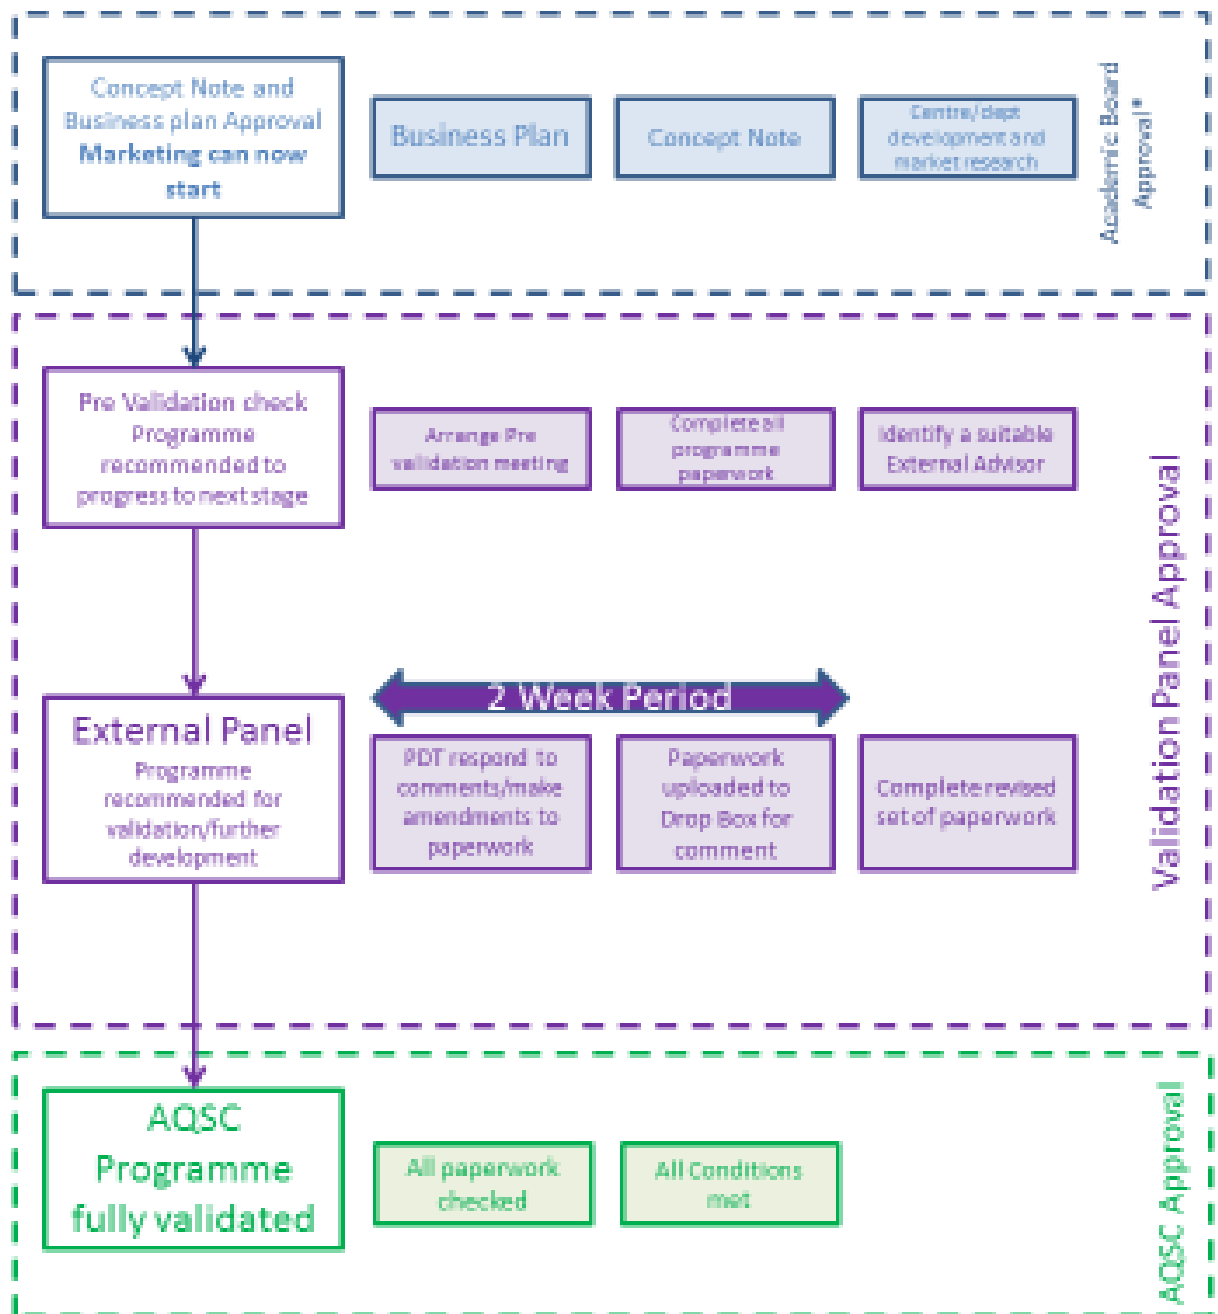 Concept Note and
Business plan Approval
Marketing can now
start
Business Plan
Concept Note
Centre/dept
development and
market research
Academic Board
Approval*
Pre Validation check
Programme
recommended to
progress to next stage
Arrange Pre
validation meeting
Complete all
programme
paperwork
Identify a suitable
External Advisor
Validation Panel Approval
2 Week Period
External Panel
Programme
recommended for
validation/further
development
PDT respond to
comments/make
amendments to
paperwork
Paperwork
uploaded to
Drop Box for
comment
Complete revised
set of paperwork
AQSC
Programme
fully validated
All paperwork
checked
All Conditions
met
AQSC Approval